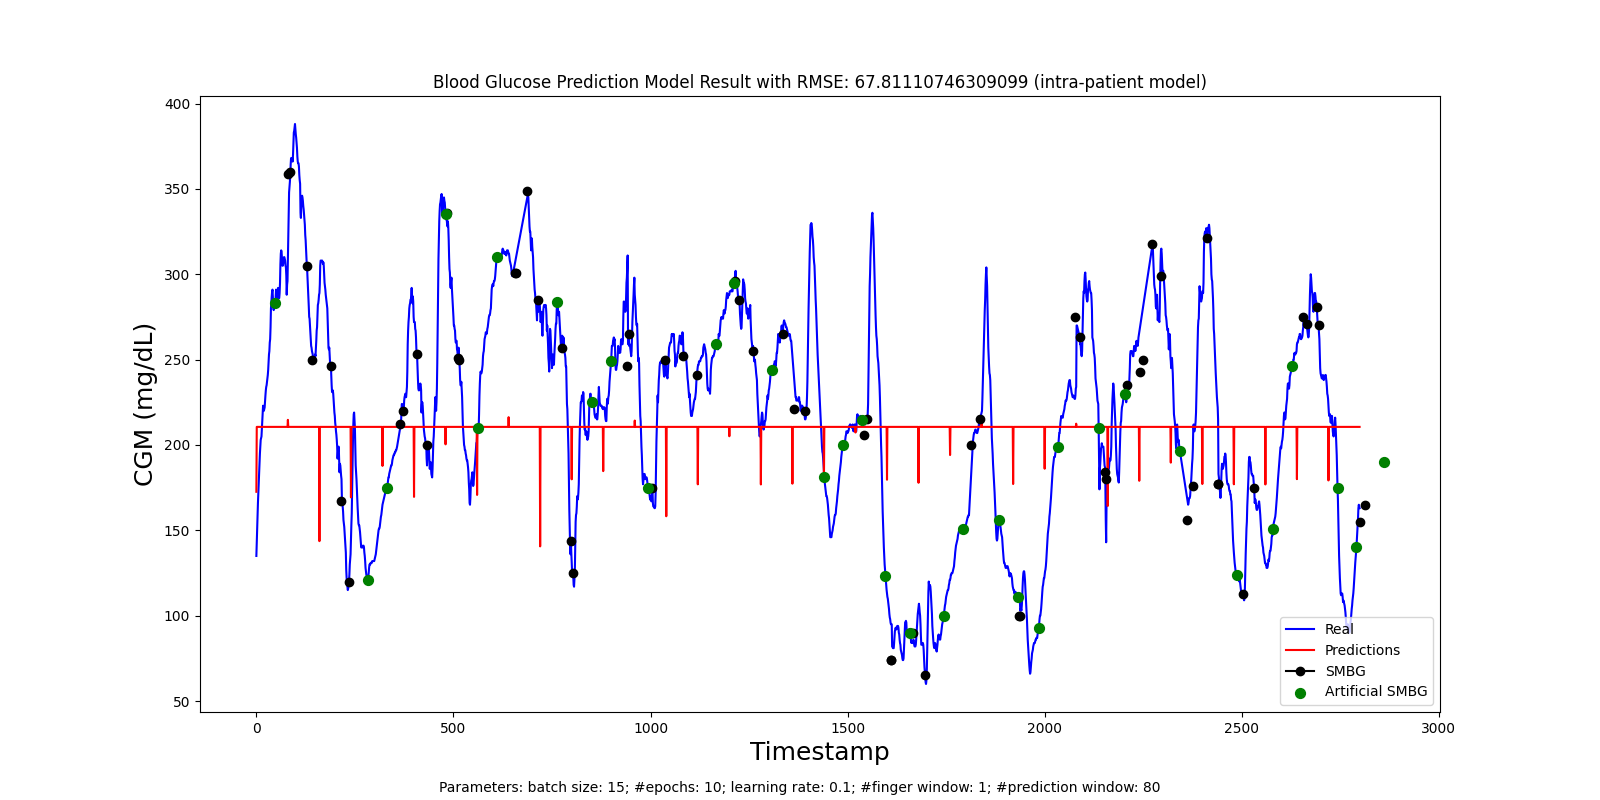 Blood Glucose Prediction Model Result with RMSE: 67.81110746309099 (intra-patient model)
400
350
300
250
200
150
100
50
CGM (mg/dL)
0
500
1000
1500
2000
2500
3000
Timestamp
Real
Predictions
SMBG
Artificial SMBG
Parameters: batch size: 15; #epochs: 10; learning rate: 0.1; #finger window: 1; #prediction window: 80